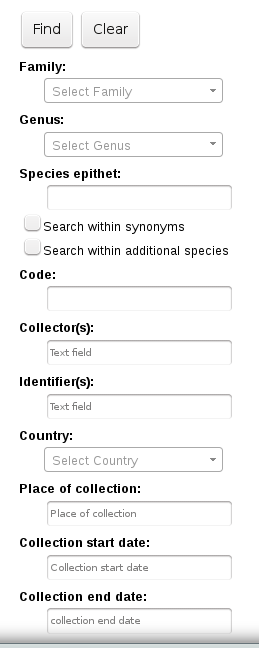 Find Clear
Family:
Select Family
Genus:
Select Genus
Species epithet:
Search within synonyms
Search within additional species
Code:
Collector(s):
Text field
Identifier(s):
Text field
Country:
Select Country
Place of collection:
Place of collection
Collection start date:
Collection start date
Collection end date:
collection end date